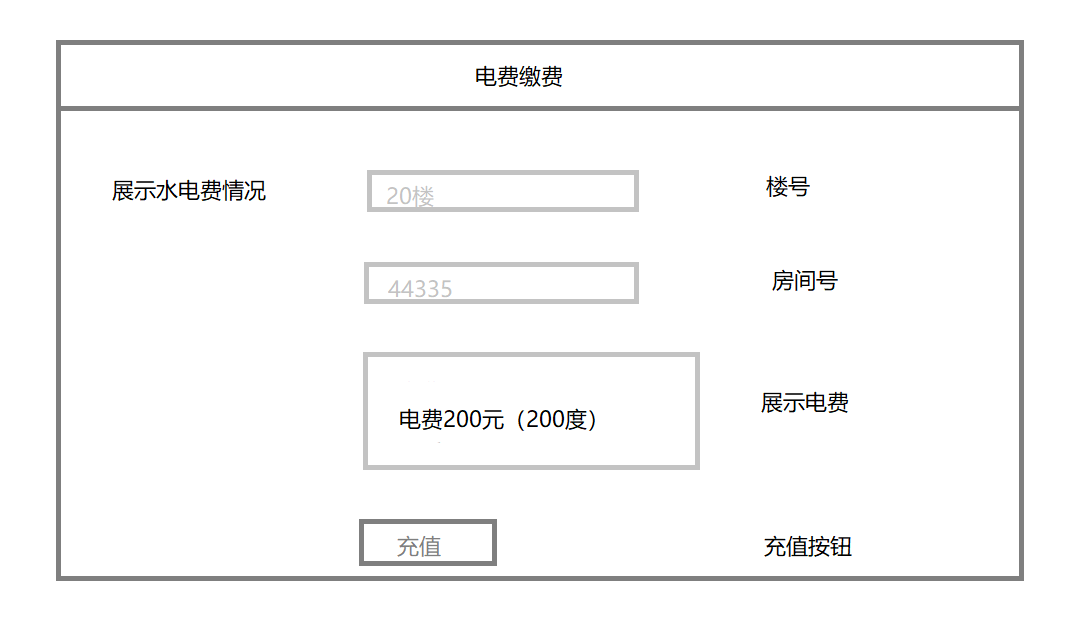 电费缴费
展示水电费情况
20楼
楼号
44335
房间号
电费200元（200度）
展示电费
充值
充值按钮